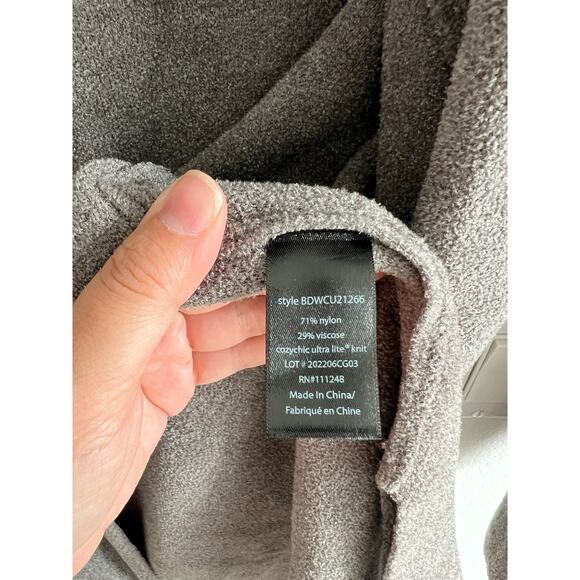 style BDWCU21266
71% nylon
29% viscose
cozychic ultra lite® knit
LOT # 202206CG03
RN#111248
Made In China/
Fabriqué en Chine